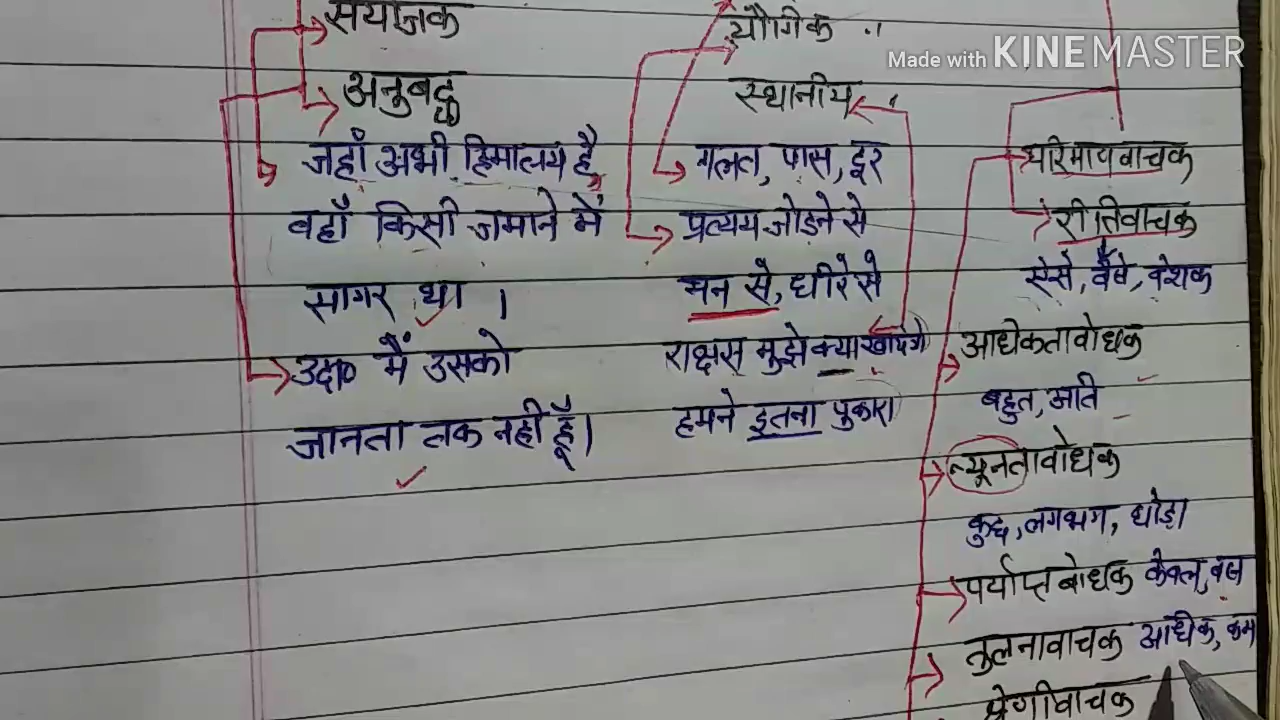 Made with KINEMASTER
संयोजक
अनुबद्ध
जहाँ अभी हिमालय है,
वहाँ किसी जमाने में
सागर था ।
उदा० मैं उसको
जानता तक नहीं हूँ।
यौगिक
स्थानीय
गलत, पास, दूर
प्रत्यय जोडने से
मन से, धीरे से
राक्षस मुझे क्या खायेंगे
हमने इतना पुकारा
परिमाणवाचक
रीतिवाचक
ऐसे, वैसे, बेशक
अधिकताबोधक
बहुत, अति
न्यूनताबोधक
कुछ, लगभग, थोड़ा
पर्याप्तबोधक केवल, बस
तुलनावाचक अधिक, कम
श्रेणीवाचक